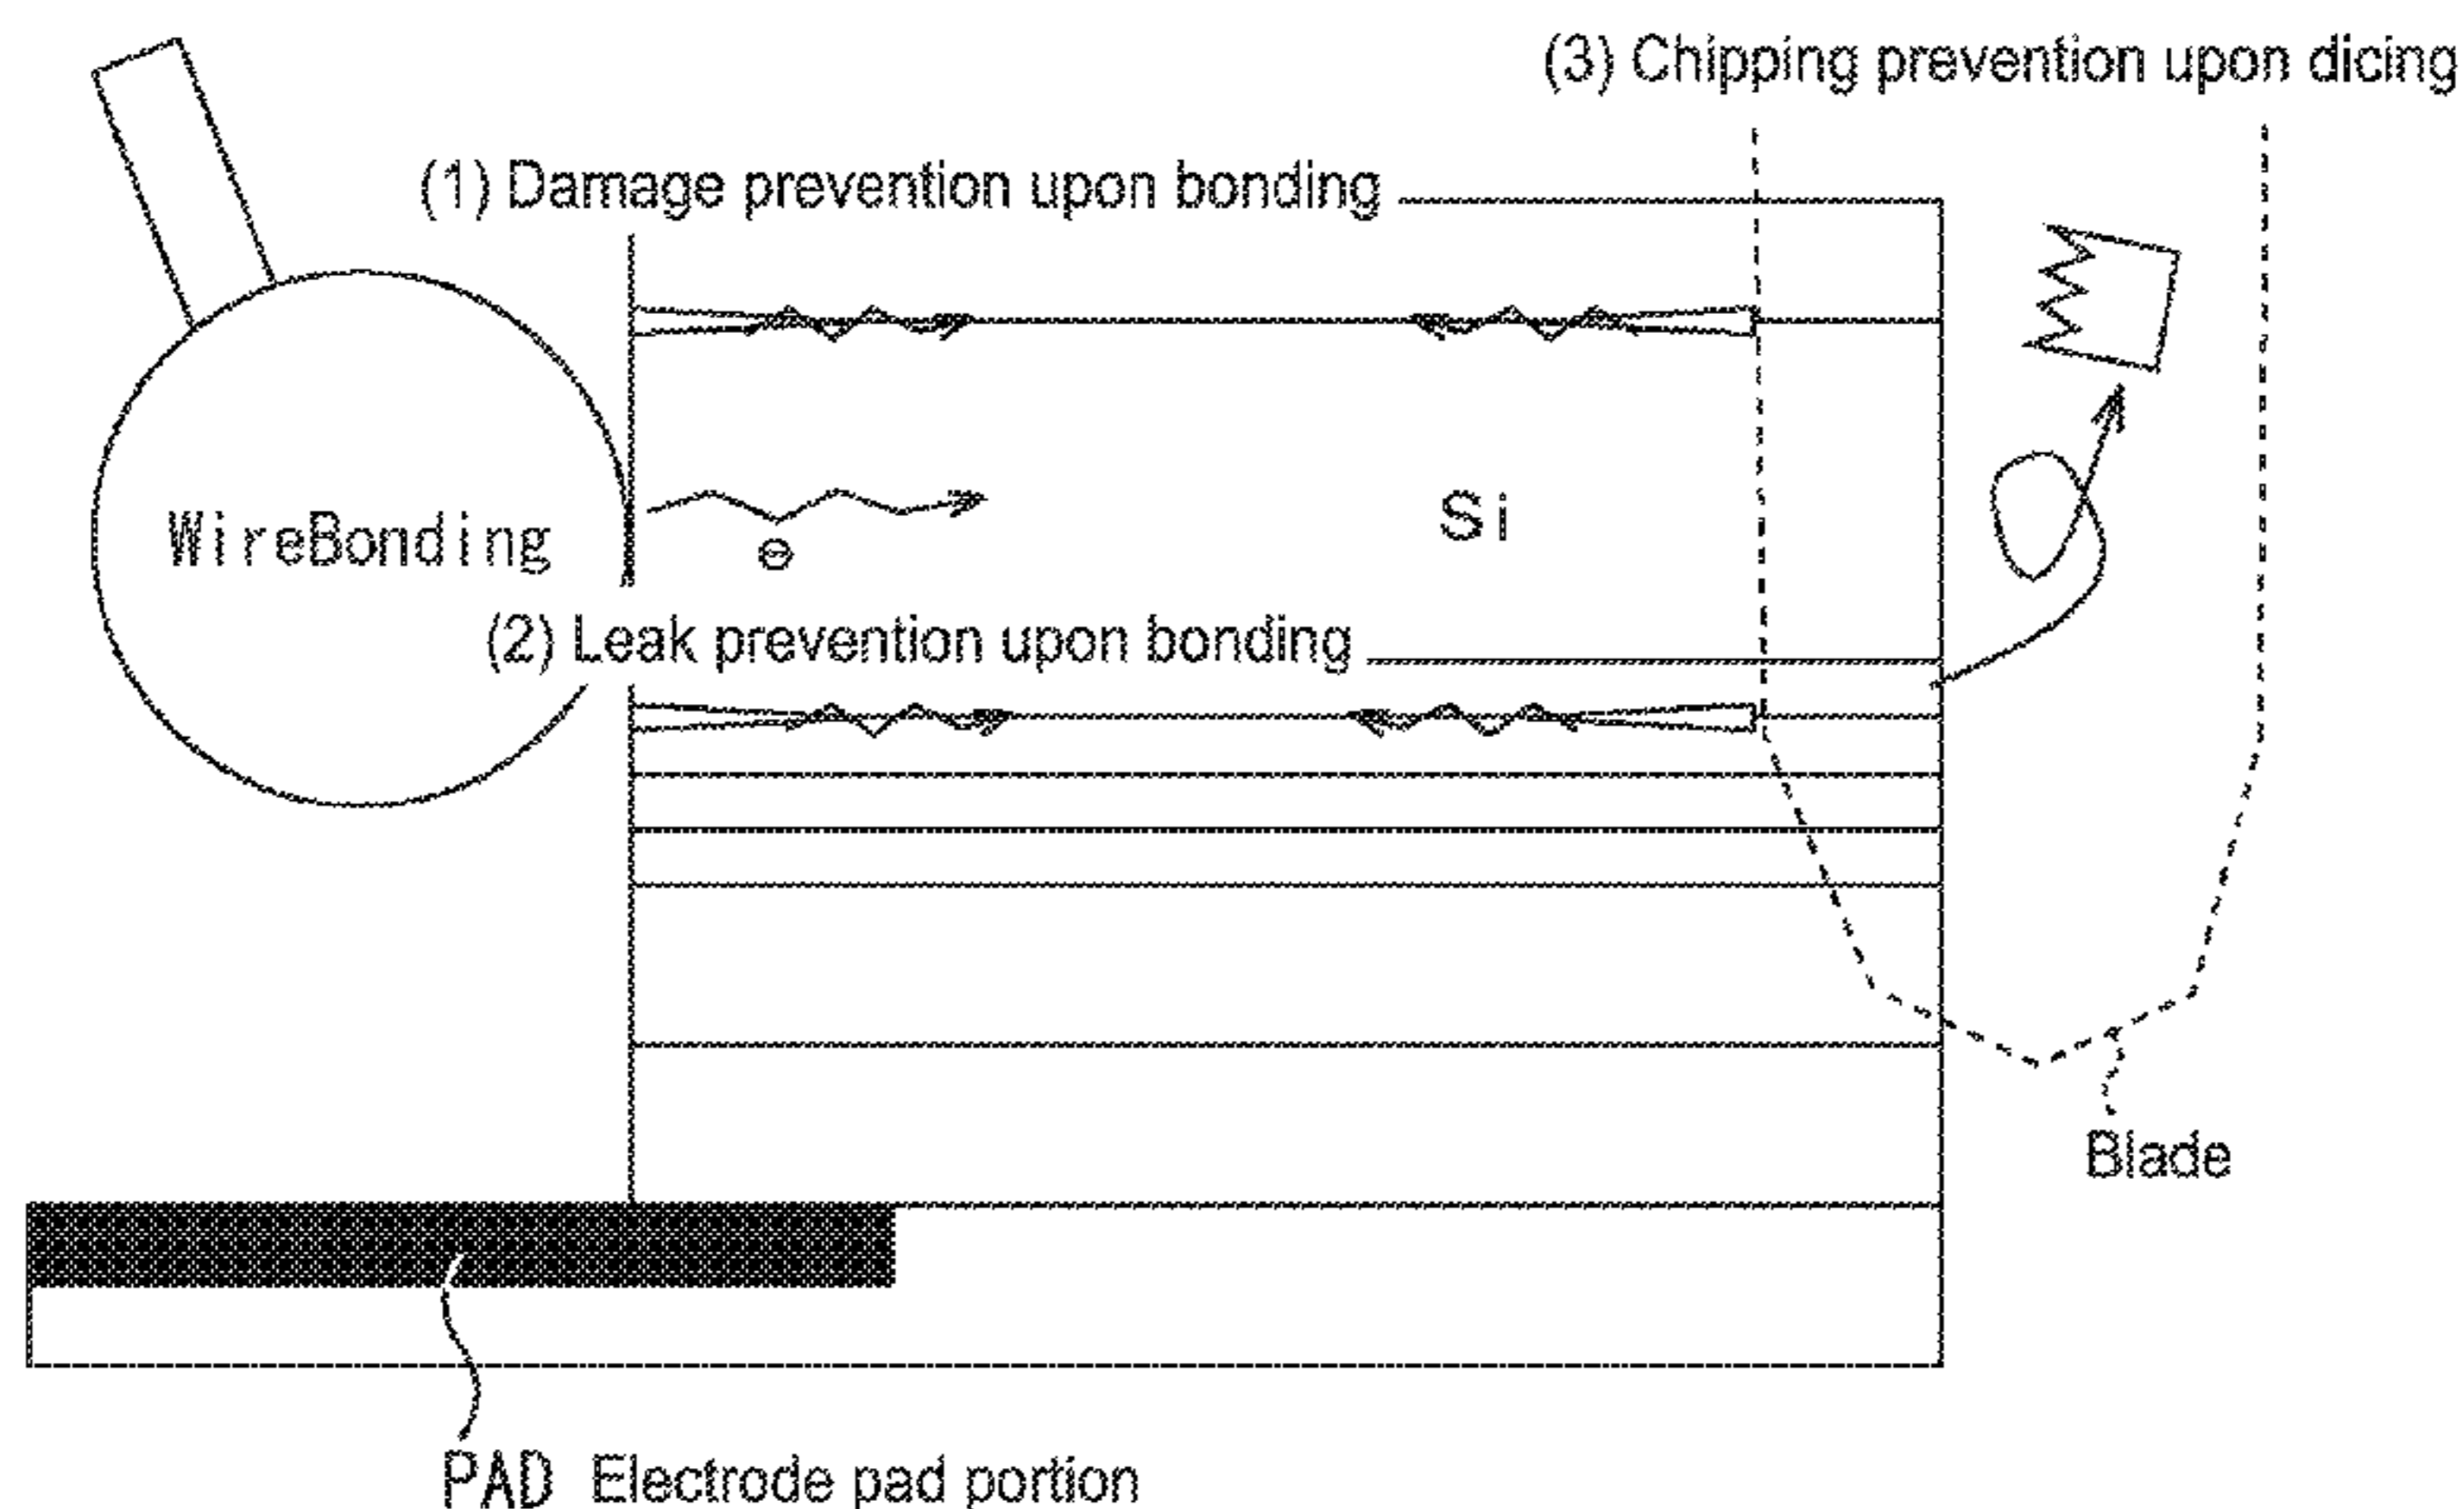 (3) Chipping prevention upon dicing
(1) Damage prevention upon bonding
WireBonding
⊖
Si
(2) Leak prevention upon bonding
Blade
PAD Electrode pad portion